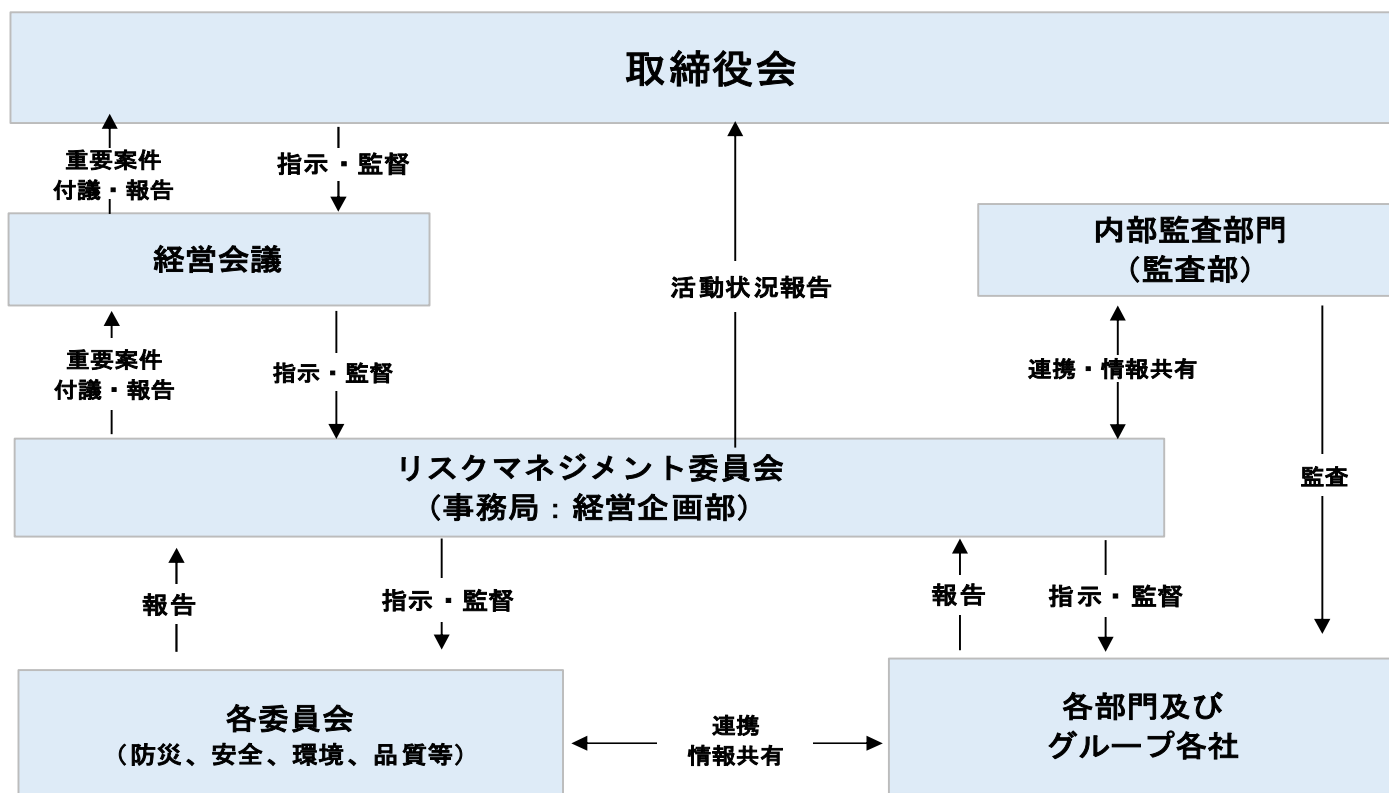 取締役会
重要案件
付議・報告
指示・監督
経営会議
活動状況報告
内部監査部門
（監査部）
重要案件
付議・報告
指示・監督
連携・情報共有
監査
リスクマネジメント委員会
（事務局：経営企画部）
報告
指示・監督
報告
指示・監督
各委員会
（防災、安全、環境、品質等）
連携
情報共有
各部門及び
グループ各社